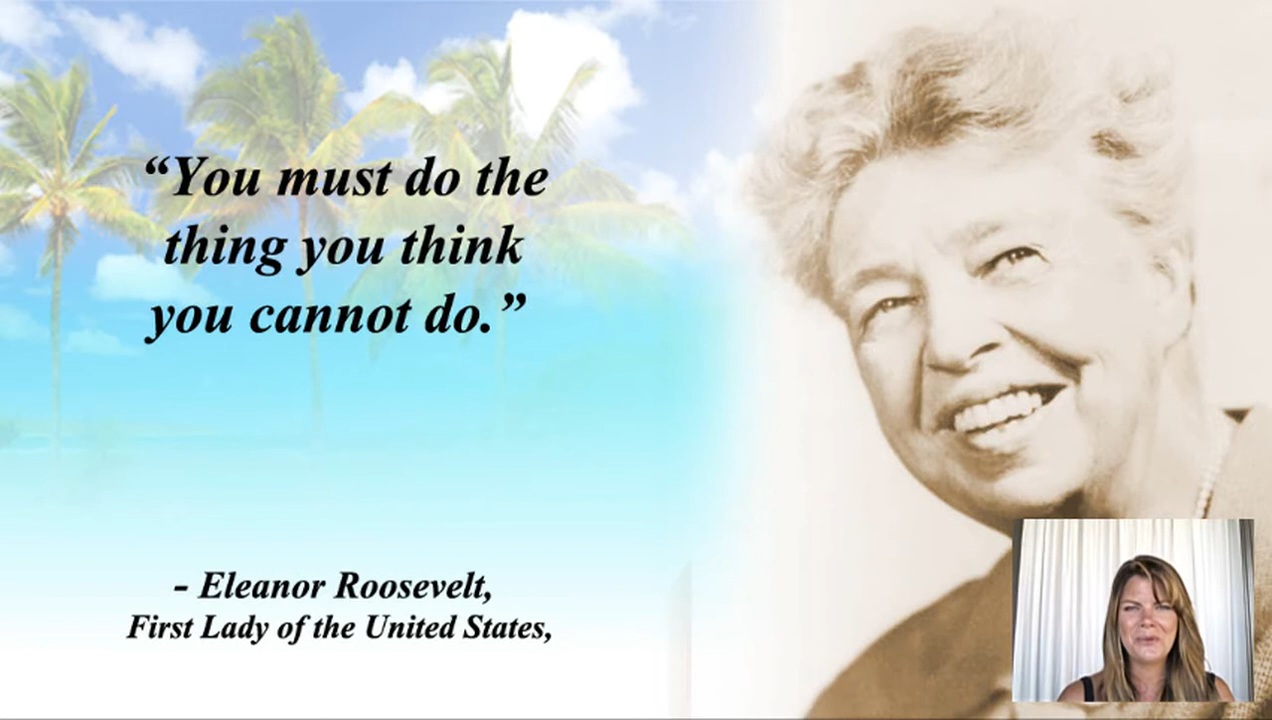 “You must do the
thing you think
you cannot do.”
- Eleanor Roosevelt,
First Lady of the United States,